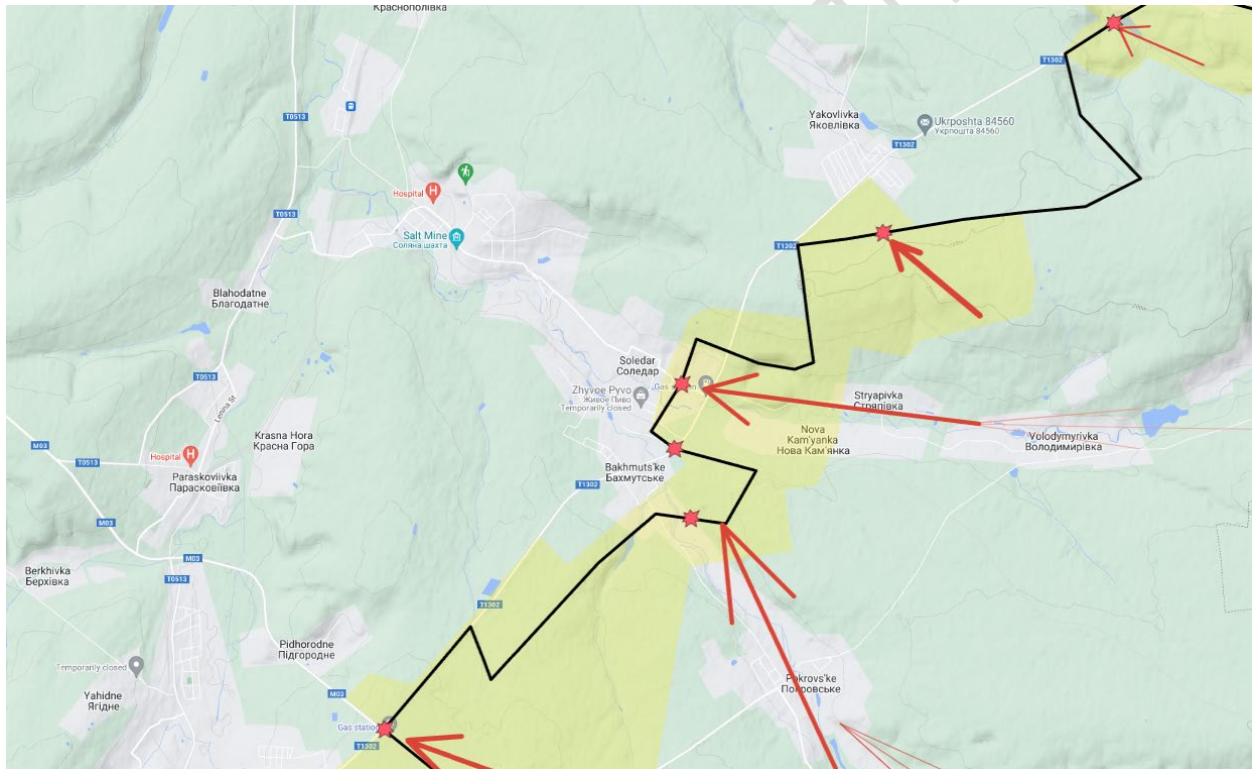 Краснополівка
T1302
Yakovlivka
Яковлівка
Ukrposhta 84560
Укрпошта 84560
T1302
T0513
Hospital
T0513
Salt Mine
Соляна шахта
T1302
Blahodatne
Благодатне
Soledar
Соледар
Zhyvoe Pyvo
Живое Пиво
Temporarily closed
T0513
Stryapivka
Стряпівка
Nova
Kam'yanka
Нова Кам'янка
Volodymyrivka
Володимирівка
Lenina St
Krasna Hora
Красна Гора
M03
T0513
Hospital
Paraskoviivka
Парасковіївка
Bakhmuts'ke
Бахмутське
T1302
M03
M03
T0513
Berkhivka
Берхівка
T1302
Pidhorodne
Підгородне
Temporarily closed
Yahidne
Ягідне
M03
Pokrovs'ke
Покровське
Gas station
T1302